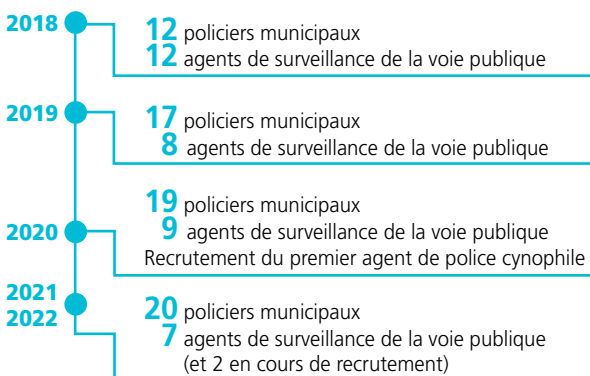 2018
12 policiers municipaux
12 agents de surveillance de la voie publique
2019
17 policiers municipaux
8 agents de surveillance de la voie publique
2020
19 policiers municipaux
9 agents de surveillance de la voie publique
Recrutement du premier agent de police cynophile
2021
2022
20 policiers municipaux
7 agents de surveillance de la voie publique
(et 2 en cours de recrutement)